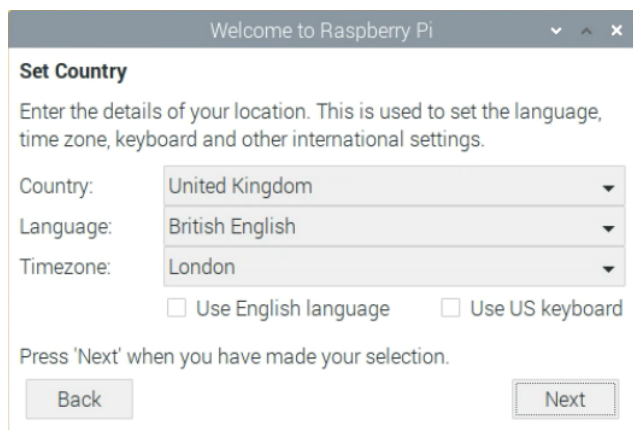 Welcome to Raspberry Pi
Set Country
Enter the details of your location. This is used to set the language,
time zone, keyboard and other international settings.
Country: United Kingdom
Language: British English
Timezone: London
Use English language Use US keyboard
Press 'Next' when you have made your selection.
Back Next